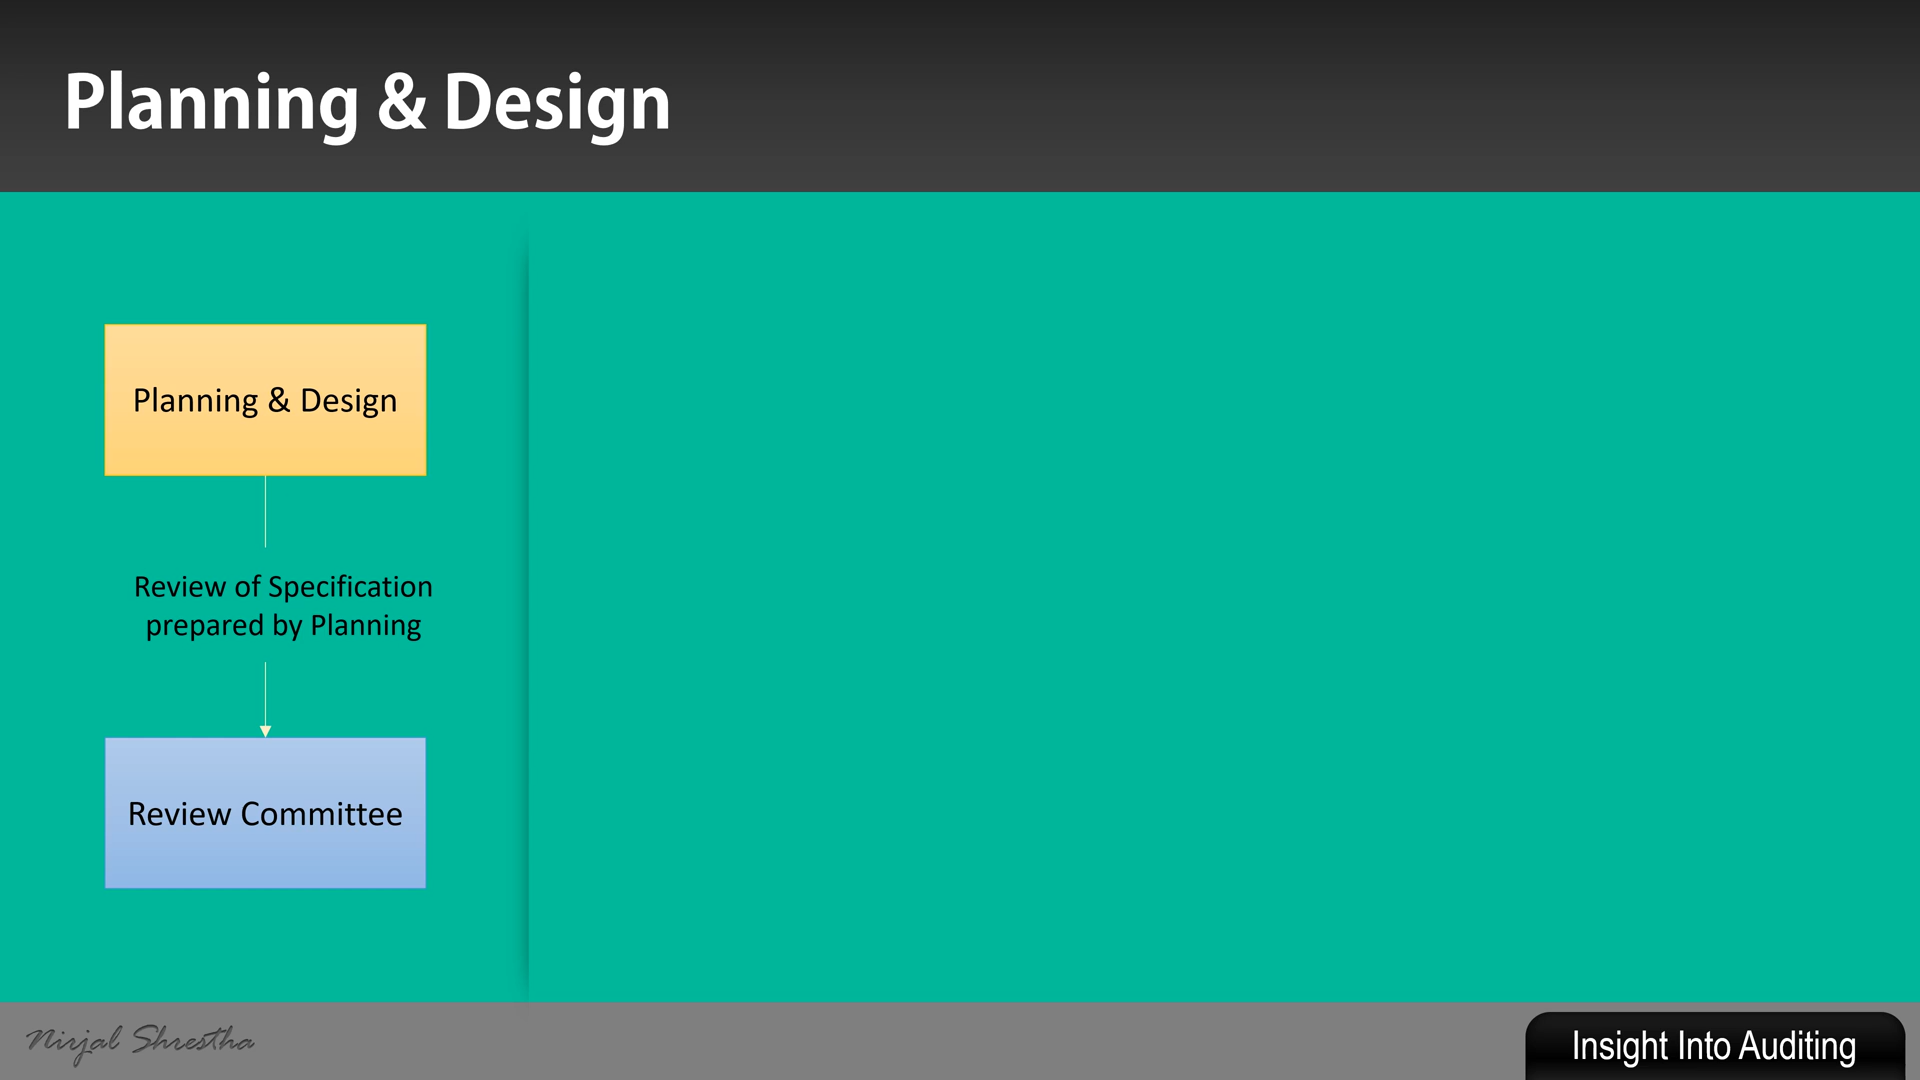 Planning & Design
Planning & Design
Review of Specification
prepared by Planning
Review Committee
Nirjal Shrestha
Insight Into Auditing